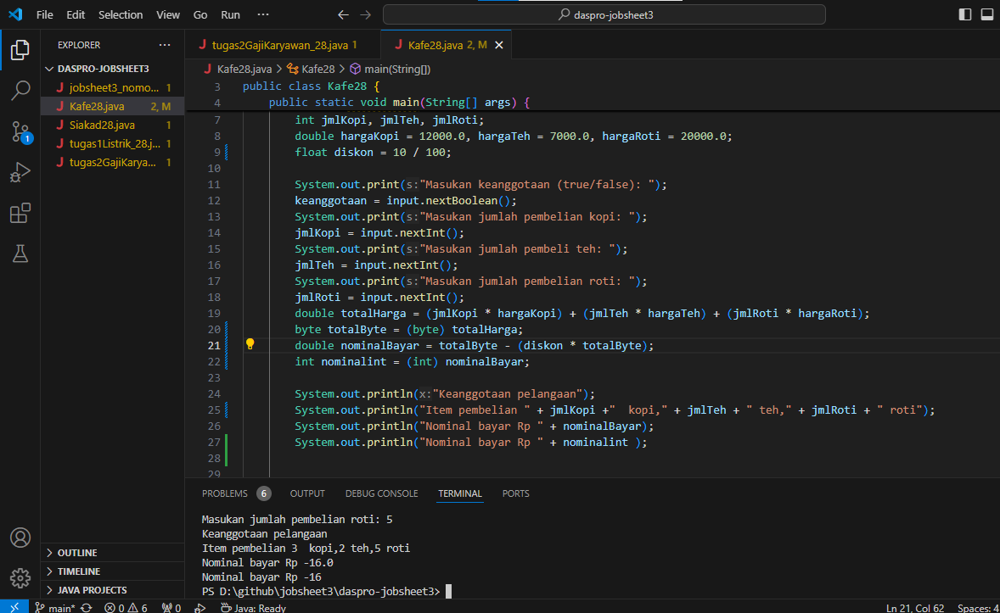 File Edit Selection View Go Run ··· ← → daspro-jobsheet3
EXPLORER ···
DASPRO-JOBSHEET3
J jobsheet3_nomo... 1
J Kafe28.java 2, M
J Siakad28.java 1
J tugas1Listrik_28.j... 1
J tugas2GajiKarya... 1
1
OUTLINE
TIMELINE
JAVA PROJECTS
J tugas2GajiKaryawan_28.java 1
J Kafe28.java 2, M ×
J Kafe28.java > Kafe28 > main(String[])
3 public class Kafe28 {
4 public static void main(String[] args) {
7 int jmlKopi, jmlTeh, jmlRoti;
8 double hargaKopi = 12000.0, hargaTeh = 7000.0, hargaRoti = 20000.0;
9 float diskon = 10 / 100;
10
11 System.out.print(s:"Masukan keanggotaan (true/false): ");
12 keanggotaan = input.nextBoolean();
13 System.out.print(s:"Masukan jumlah pembelian kopi: ");
14 jmlKopi = input.nextInt();
15 System.out.print(s:"Masukan jumlah pembeli teh: ");
16 jmlTeh = input.nextInt();
17 System.out.print(s:"Masukan jumlah pembelian roti: ");
18 jmlRoti = input.nextInt();
19 double totalHarga = (jmlKopi * hargaKopi) + (jmlTeh * hargaTeh) + (jmlRoti * hargaRoti);
20 byte totalByte = (byte) totalHarga;
21 double nominalBayar = totalByte - (diskon * totalByte);
22 int nominalint = (int) nominalBayar;
23
24 System.out.println(x:"Keanggotaan pelangaan");
25 System.out.println("Item pembelian " + jmlKopi +"  kopi," + jmlTeh + " teh," + jmlRoti + " roti");
26 System.out.println("Nominal bayar Rp " + nominalBayar);
27 System.out.println("Nominal bayar Rp " + nominalint );
28
29
PROBLEMS 6 OUTPUT DEBUG CONSOLE TERMINAL PORTS
Masukan jumlah pembelian roti: 5
Keanggotaan pelangaan
Item pembelian 3  kopi,2 teh,5 roti
Nominal bayar Rp -16.0
Nominal bayar Rp -16
PS D:\github\jobsheet3\daspro-jobsheet3>
main* 0 6 0 Java: Ready Ln 21, Col 62 Spaces: 4